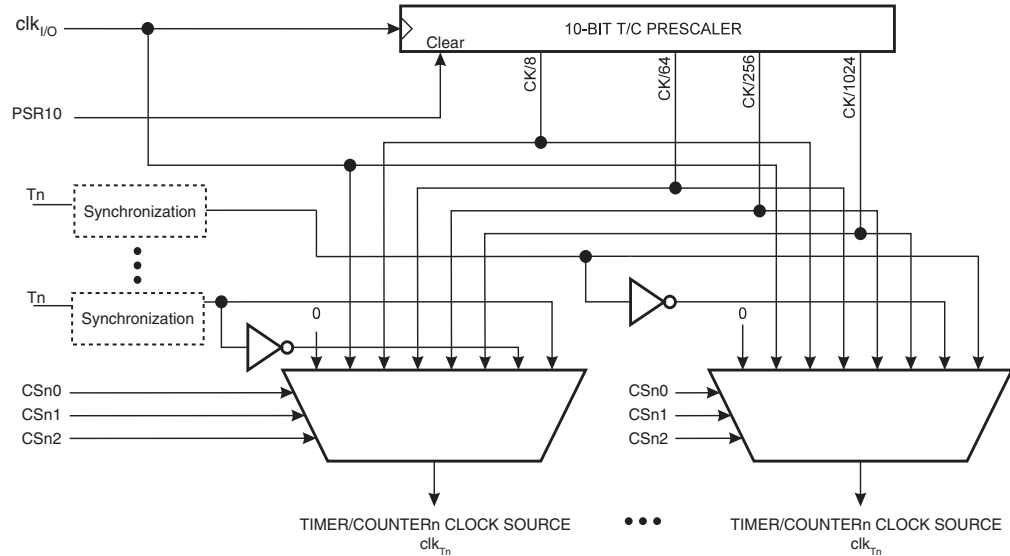 clkI/O
10-BIT T/C PRESCALER
Clear
CK/8
CK/64
CK/256
CK/1024
PSR10
Tn
Synchronization
Tn
Synchronization
0
0
CSn0
CSn1
CSn2
CSn0
CSn1
CSn2
TIMER/COUNTERn CLOCK SOURCE
clkTn
TIMER/COUNTERn CLOCK SOURCE
clkTn